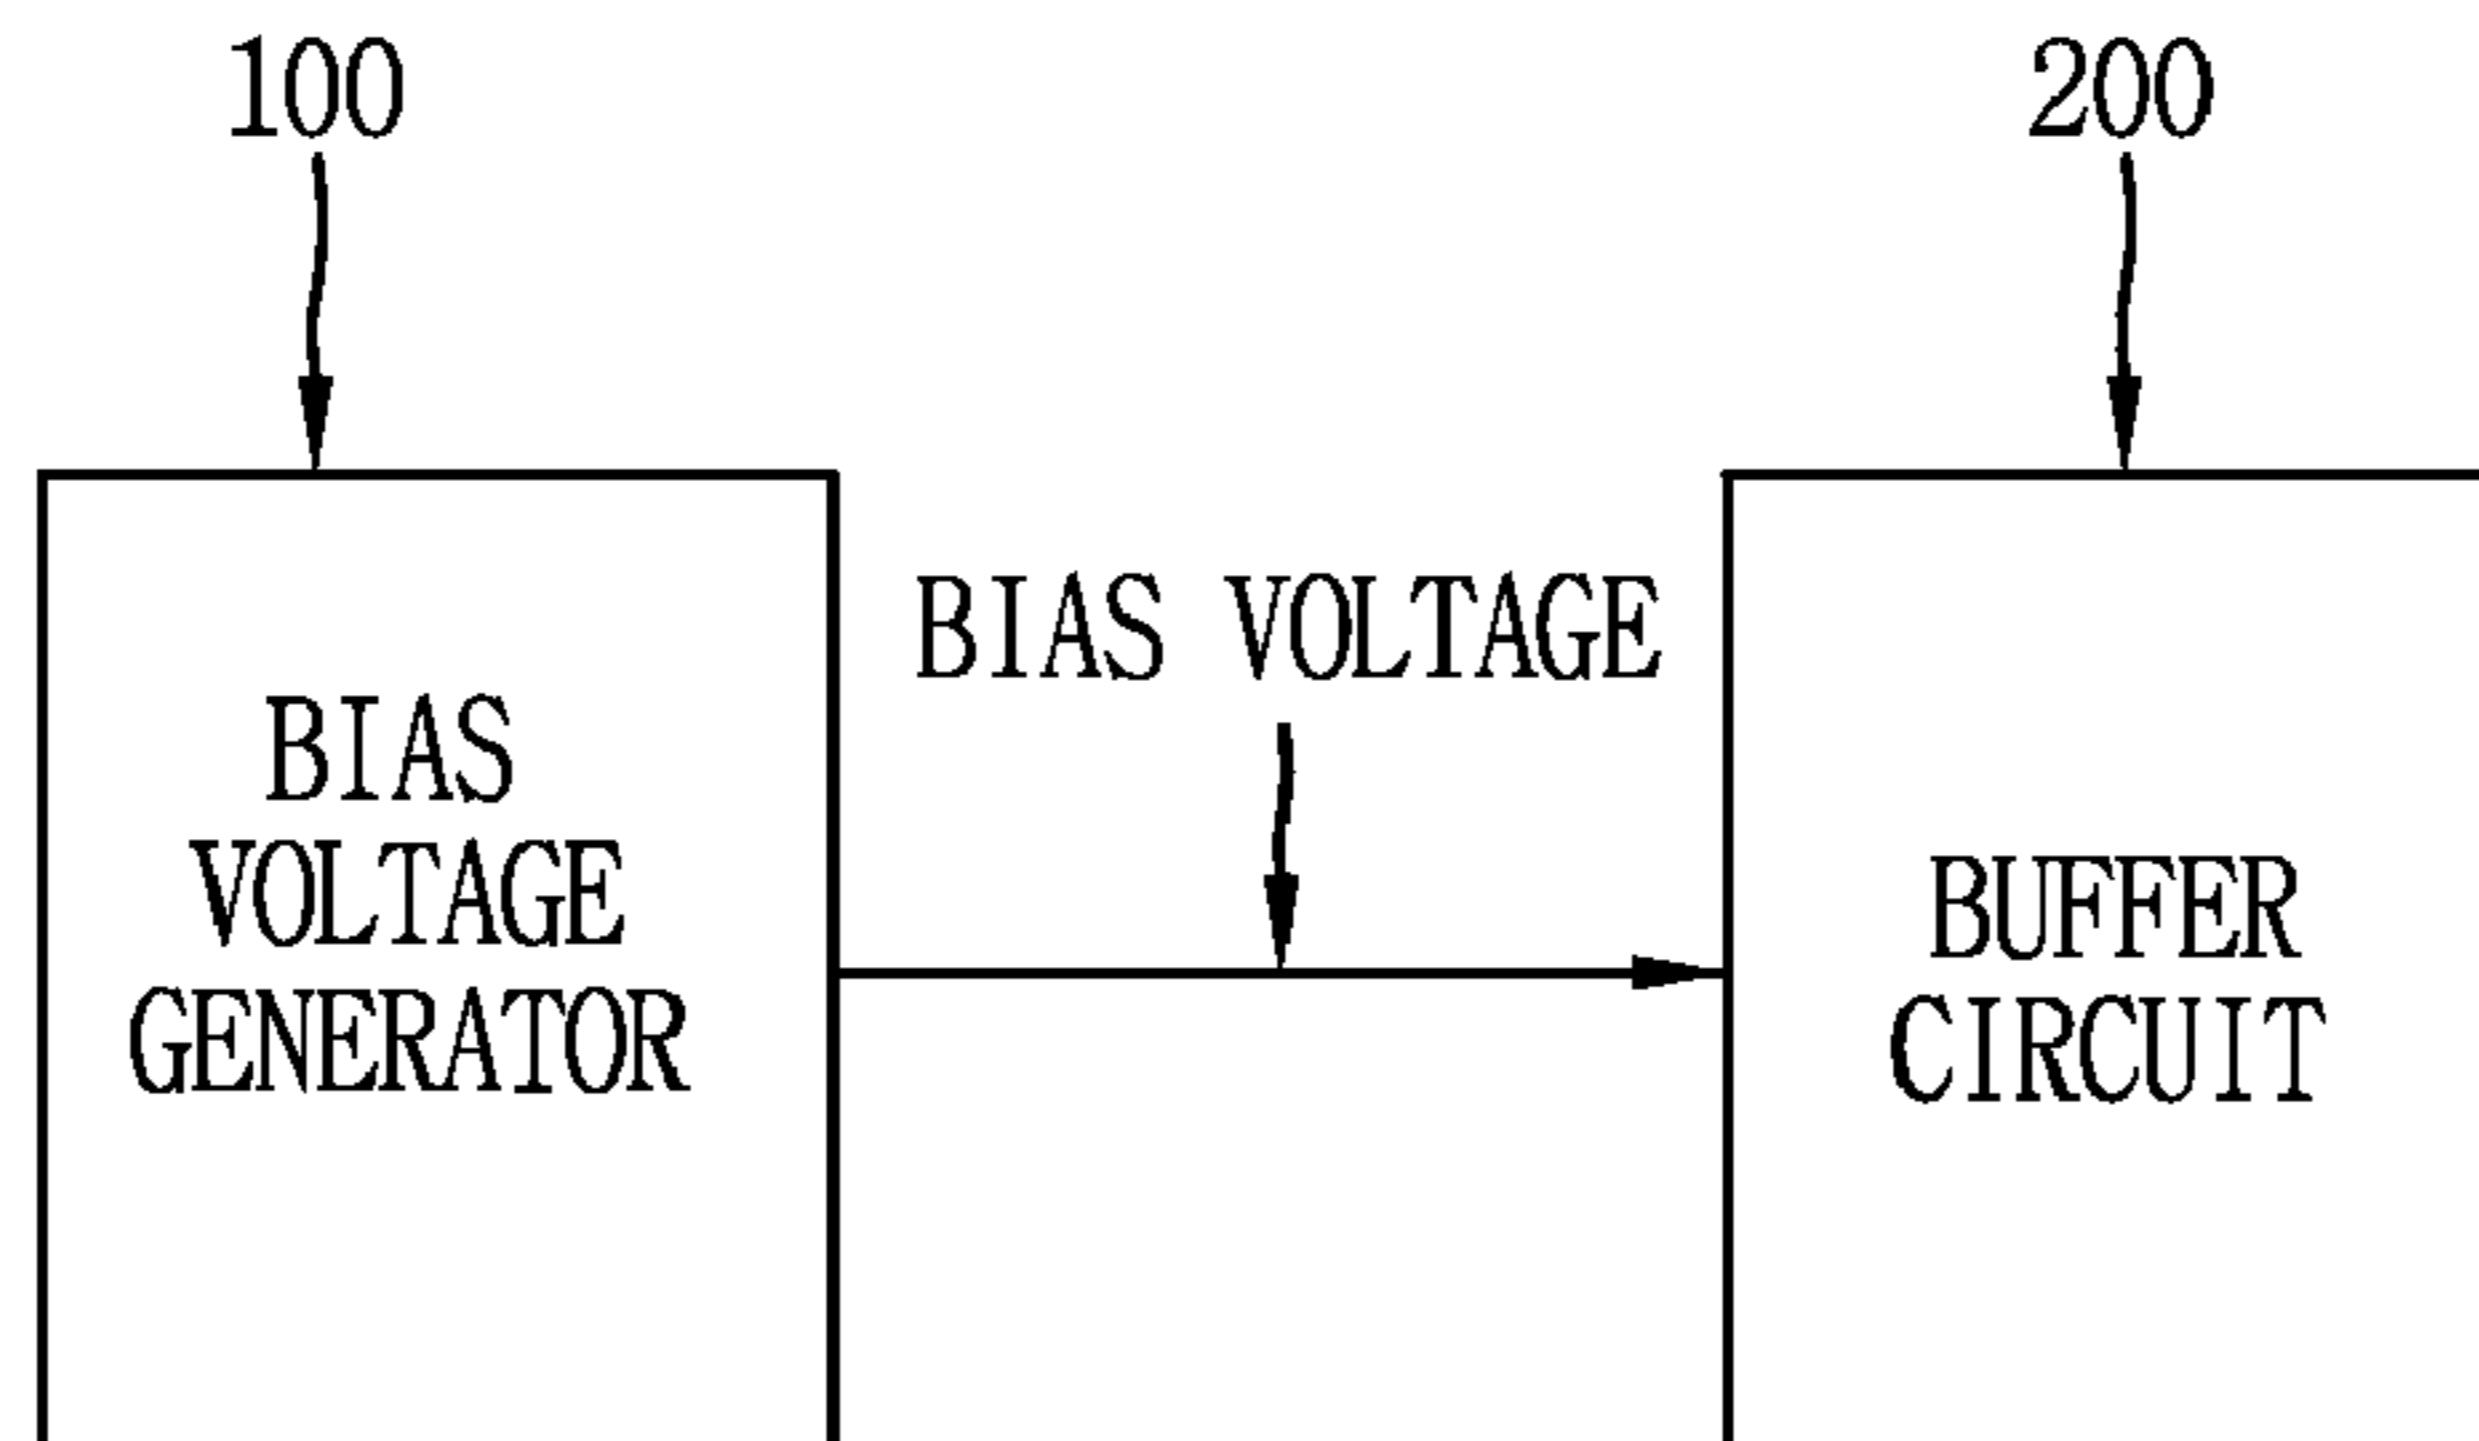 100
200
BIAS VOLTAGE
BIAS
VOLTAGE
GENERATOR
BUFFER
CIRCUIT